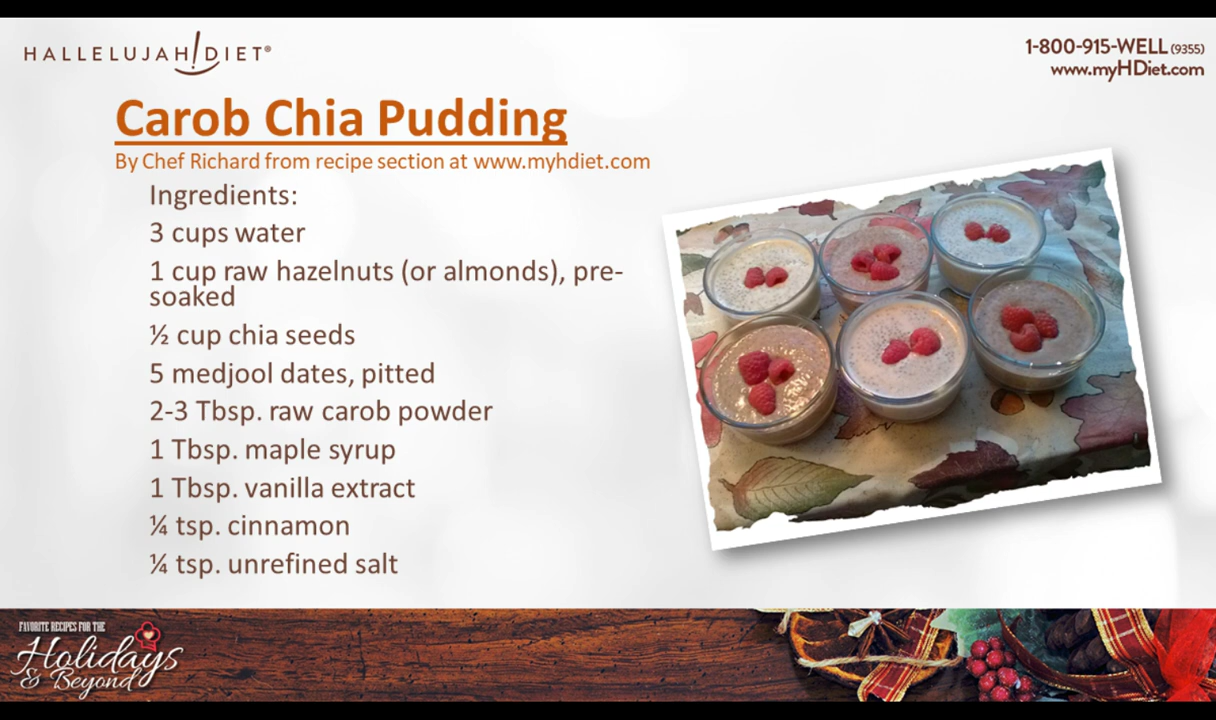 HALLELUJAH DIET®
1-800-915-WELL (9355)
www.myHDiet.com
Carob Chia Pudding
By Chef Richard from recipe section at www.myhdiet.com
Ingredients:
3 cups water
1 cup raw hazelnuts (or almonds), pre-
soaked
½ cup chia seeds
5 medjool dates, pitted
2-3 Tbsp. raw carob powder
1 Tbsp. maple syrup
1 Tbsp. vanilla extract
¼ tsp. cinnamon
¼ tsp. unrefined salt
FAVORITE RECIPES FOR THE
Holidays
& Beyond